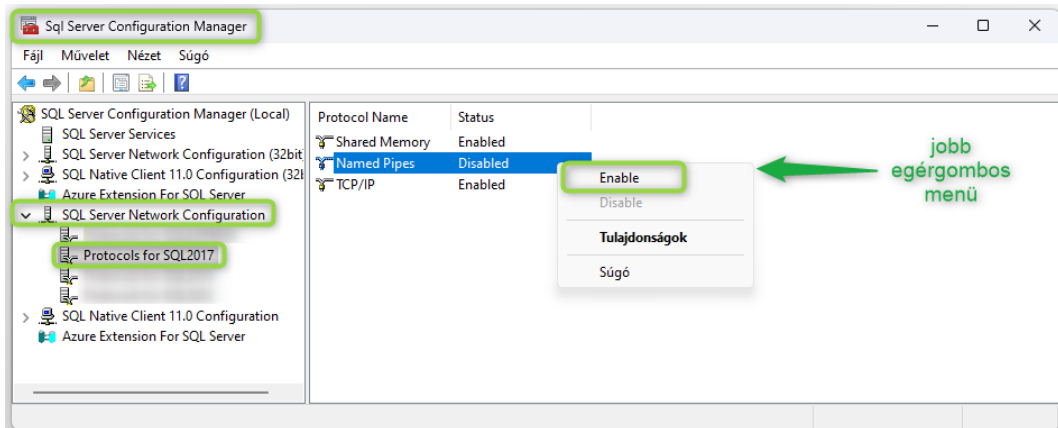 Sql Server Configuration Manager
Fájl Művelet Nézet Súgó
SQL Server Configuration Manager (Local)
SQL Server Services
SQL Server Network Configuration (32bit
SQL Native Client 11.0 Configuration (32b
Azure Extension For SQL Server
SQL Server Network Configuration
Protocols for SQL2017
SQL Native Client 11.0 Configuration
Azure Extension For SQL Server
Protocol Name Status
Shared Memory Enabled
Named Pipes Disabled
TCP/IP Enabled
Enable
Disable
Tulajdonságok
Súgó
jobb
egérgombos
menü